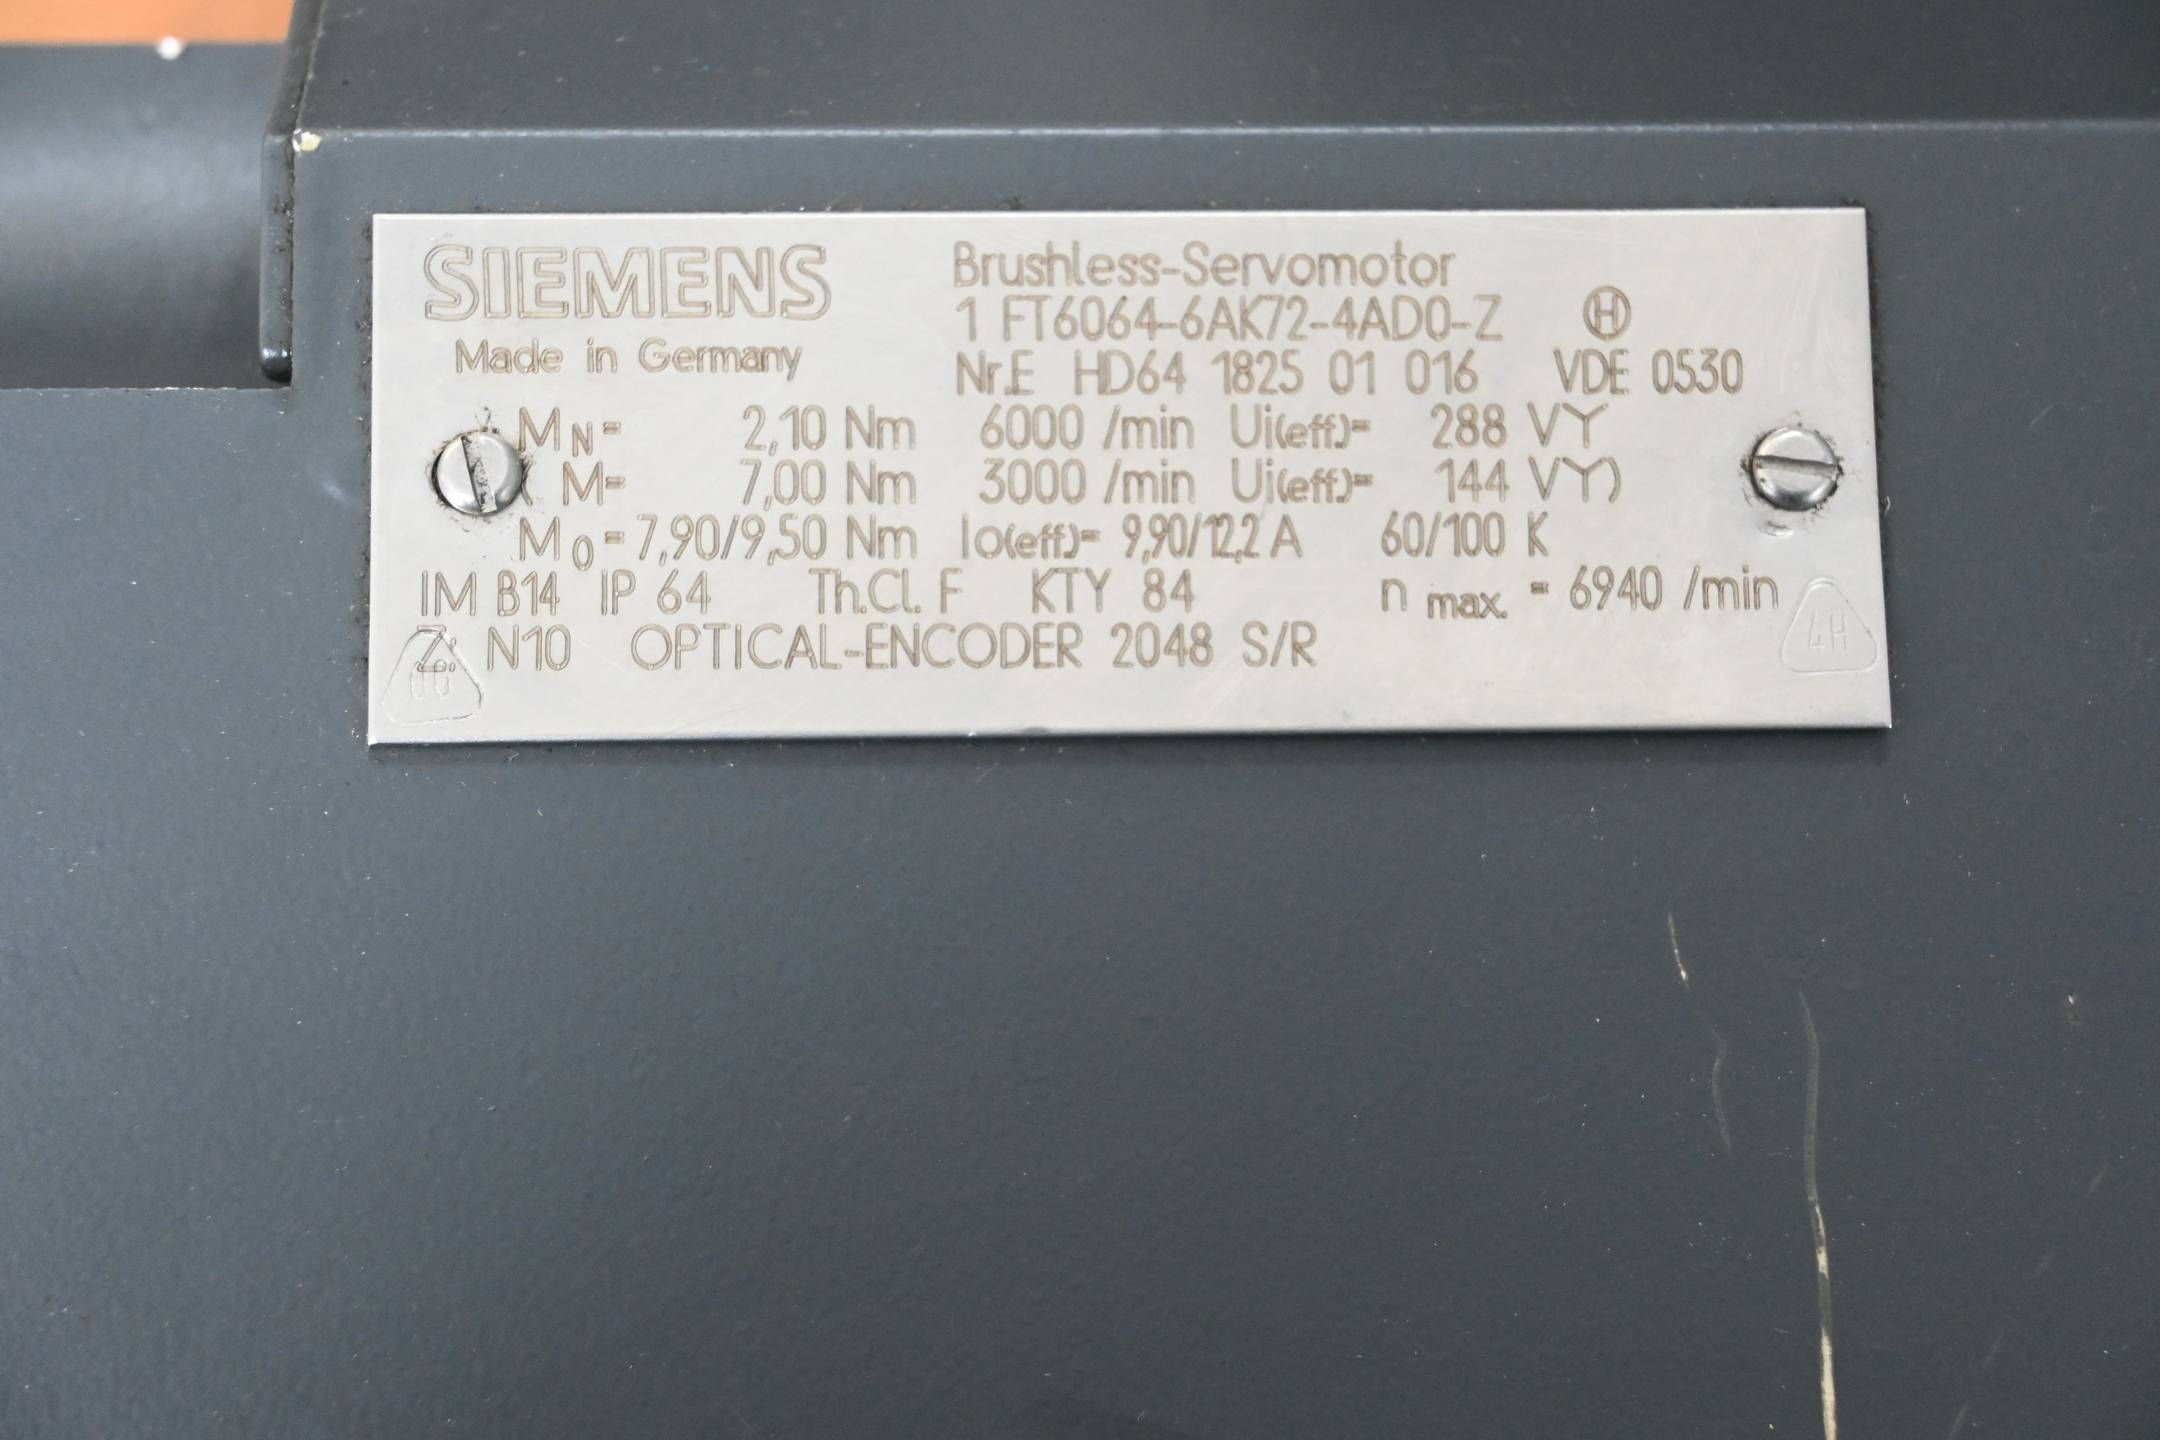 SIEMENS
Made in Germany
Brushless-Servomotor
1 FT6064-6AK72-4AD0-Z Ⓗ
Nr.E HD64 1825 01 016 VDE 0530
M N = 2,10 Nm 6000 /min Ui(eff)= 288 VY
( M= 7,00 Nm 3000 /min Ui(eff)= 144 VY)
M 0 = 7,90/9,50 Nm Io(eff)= 9,90/12,2 A 60/100 K
IM B14 IP 64 Th.Cl. F KTY 84 n max. = 6940 /min
Z: N10 OPTICAL-ENCODER 2048 S/R
4H